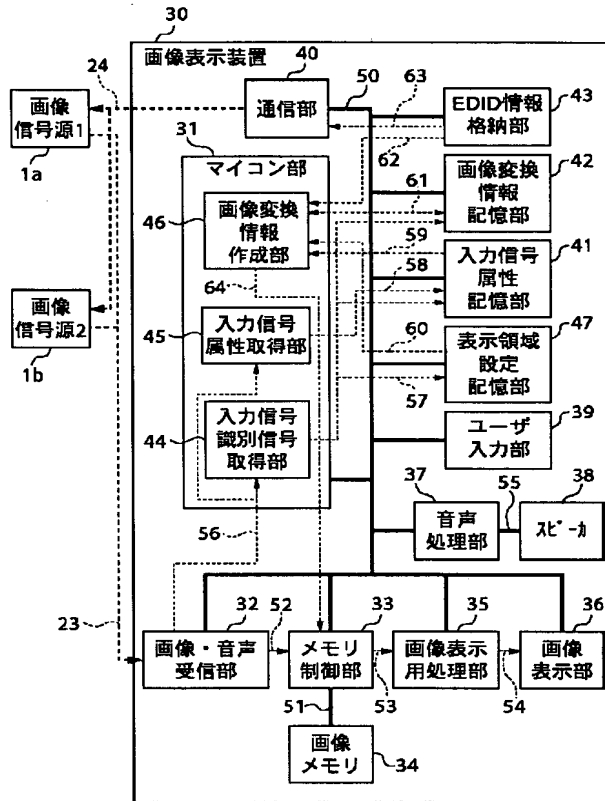 30
画像表示装置
24
40
通信部
50
63
EDID情報
格納部
43
62
画像
信号源1
1a
31
マイコン部
46
画像変換
情報
作成部
61
画像変換
情報
記憶部
42
59
58
入力信号
属性
記憶部
41
64
画像
信号源2
1b
45
入力信号
属性取得部
60
表示領域
設定
記憶部
47
57
44
入力信号
識別信号
取得部
ユーザ
入力部
39
37
55
38
音声
処理部
スピーカ
56
23
32
52
33
35
36
画像・音声
受信部
メモリ
制御部
画像表示
用処理部
画像
表示部
51
53
54
画像
メモリ
34